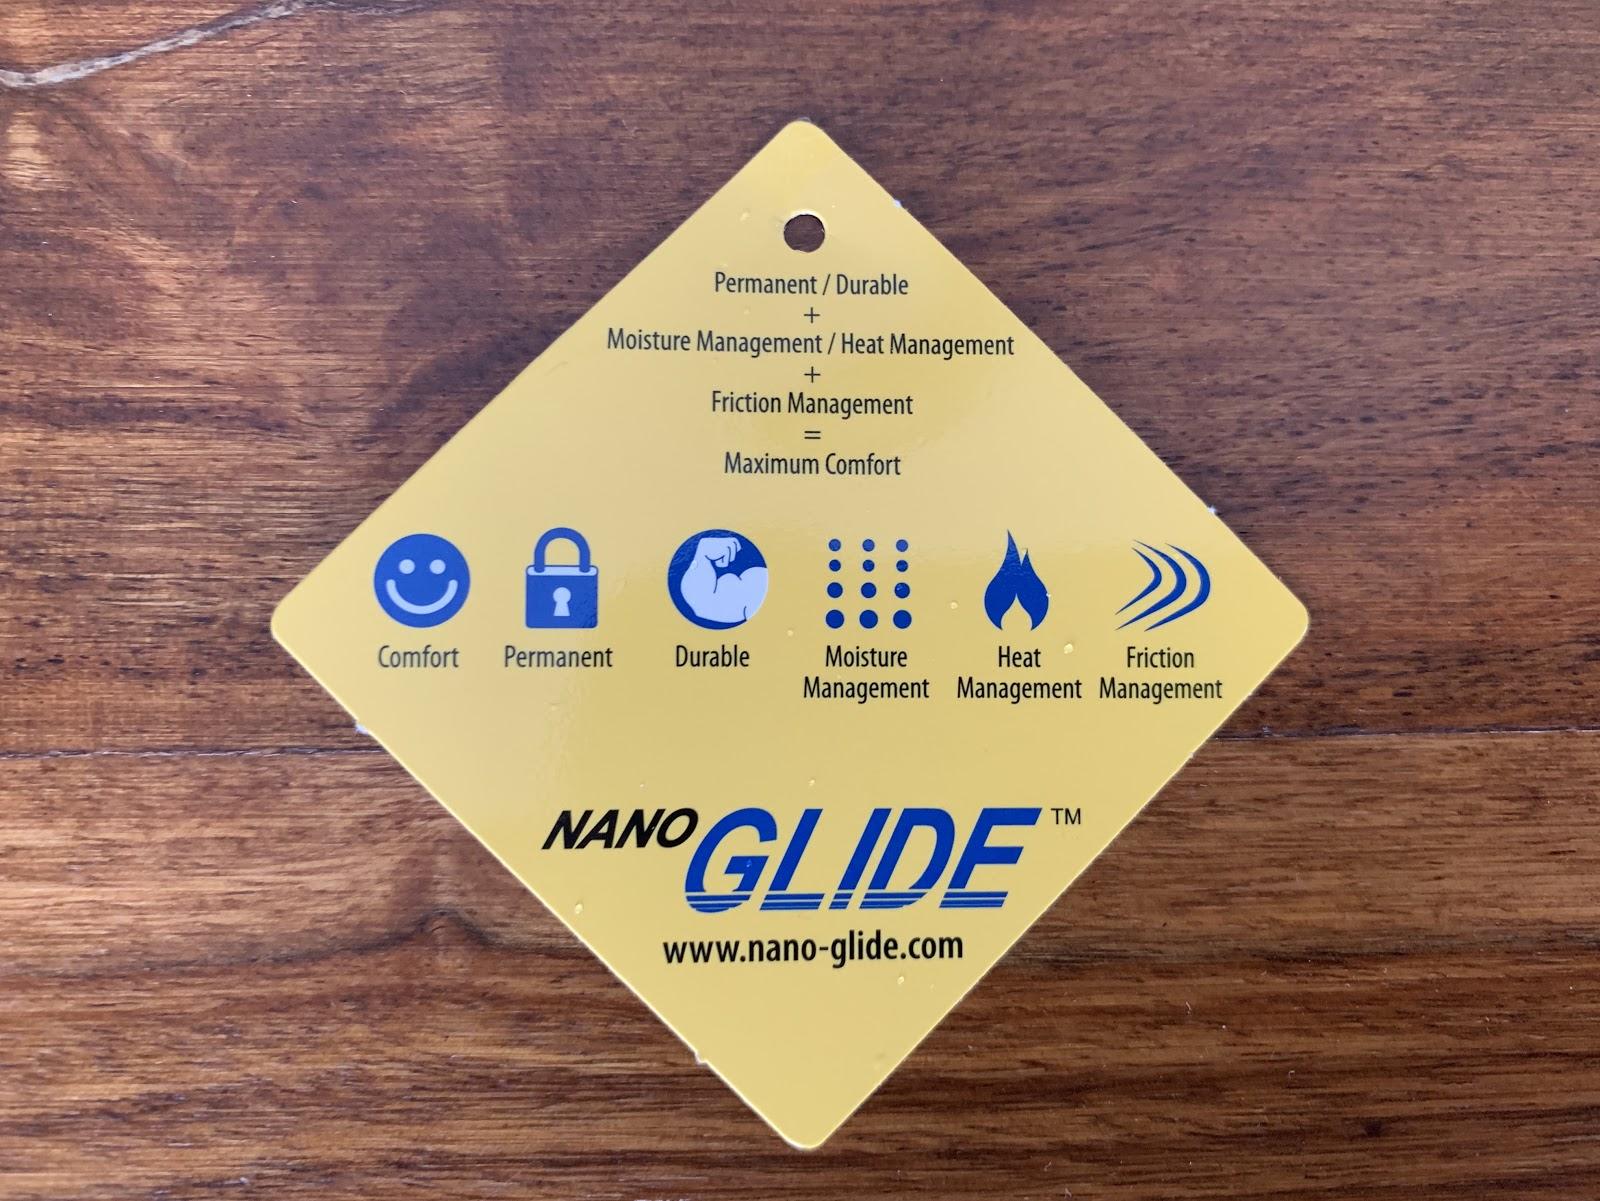 Permanent / Durable
+
Moisture Management / Heat Management
+
Friction Management
=
Maximum Comfort
Comfort
Permanent
Durable
Moisture
Management
Heat
Management
Friction
Management
NANO GLIDE ™
www.nano-glide.com